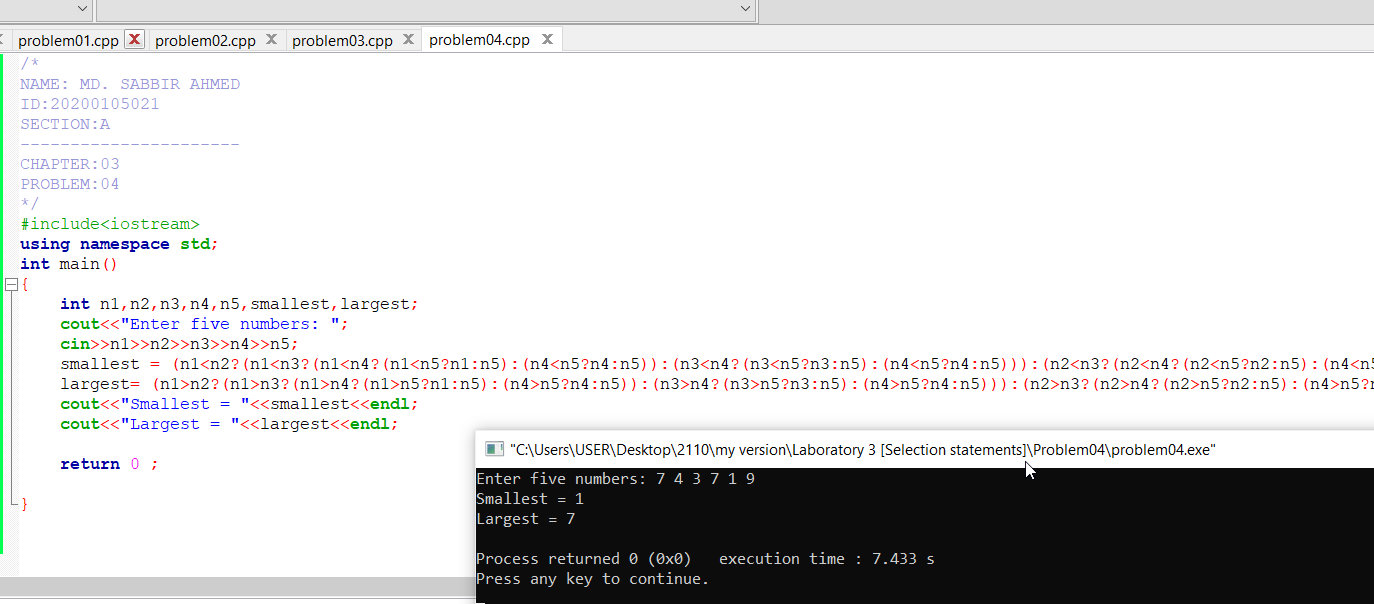 problem01.cpp problem02.cpp problem03.cpp problem04.cpp
/*
NAME: MD. SABBIR AHMED
ID:20200105021
SECTION:A
----------------------
CHAPTER:03
PROBLEM:04
*/
#include<iostream>
using namespace std;
int main()
{
int n1,n2,n3,n4,n5,smallest,largest;
cout<<"Enter five numbers: ";
cin>>n1>>n2>>n3>>n4>>n5;
smallest = (n1<n2?(n1<n3?(n1<n4?(n1<n5?n1:n5):(n4<n5?n4:n5)):(n3<n4?(n3<n5?n3:n5):(n4<n5?n4:n5))):(n2<n3?(n2<n4?(n2<n5?n2:n5):(n4<n5
largest= (n1>n2?(n1>n3?(n1>n4?(n1>n5?n1:n5):(n4>n5?n4:n5)):(n3>n4?(n3>n5?n3:n5):(n4>n5?n4:n5))):(n2>n3?(n2>n4?(n2>n5?n2:n5):(n4>n5?n
cout<<"Smallest = "<<smallest<<endl;
cout<<"Largest = "<<largest<<endl;
return 0 ;
}
"C:\Users\USER\Desktop\2110\my version\Laboratory 3 [Selection statements]\Problem04\problem04.exe"
Enter five numbers: 7 4 3 7 1 9
Smallest = 1
Largest = 7
Process returned 0 (0x0)   execution time : 7.433 s
Press any key to continue.